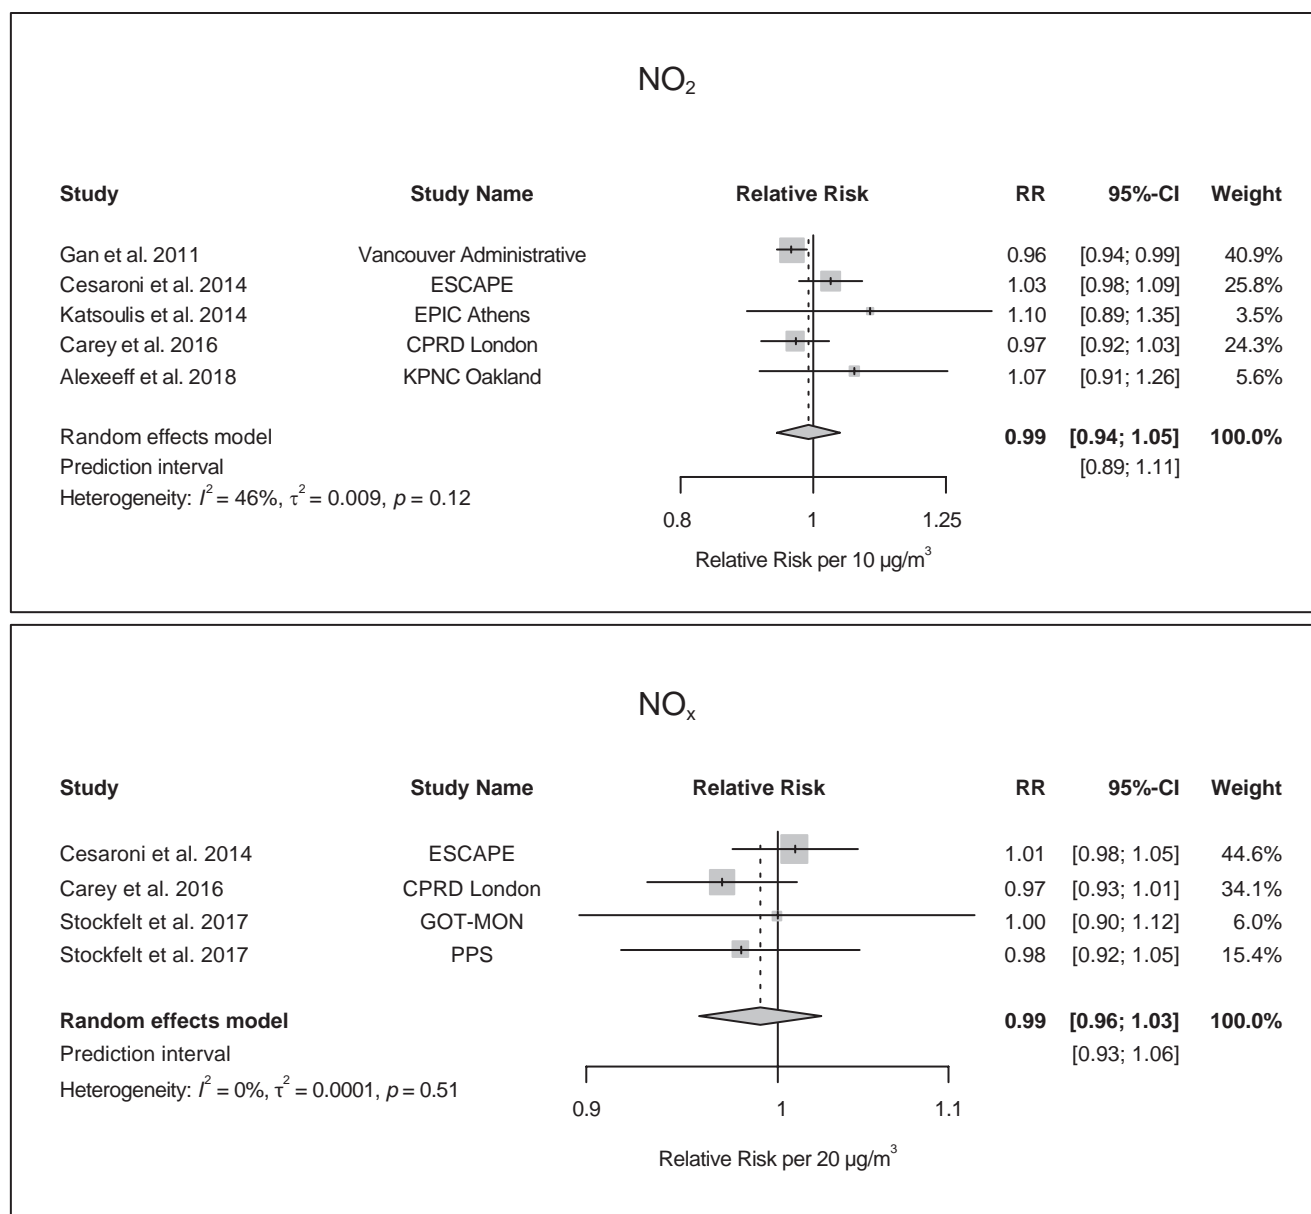 NO₂
Study Study Name Relative Risk RR 95%-CI Weight
Gan et al. 2011 Vancouver Administrative 0.96 [0.94; 0.99] 40.9%
Cesaroni et al. 2014 ESCAPE 1.03 [0.98; 1.09] 25.8%
Katsoulis et al. 2014 EPIC Athens 1.10 [0.89; 1.35] 3.5%
Carey et al. 2016 CPRD London 0.97 [0.92; 1.03] 24.3%
Alexeeff et al. 2018 KPNC Oakland 1.07 [0.91; 1.26] 5.6%
Random effects model 0.99 [0.94; 1.05] 100.0%
Prediction interval [0.89; 1.11]
Heterogeneity: I² = 46%, τ² = 0.009, p = 0.12
0.8 1 1.25
Relative Risk per 10 µg/m³
NOₓ
Study Study Name Relative Risk RR 95%-CI Weight
Cesaroni et al. 2014 ESCAPE 1.01 [0.98; 1.05] 44.6%
Carey et al. 2016 CPRD London 0.97 [0.93; 1.01] 34.1%
Stockfelt et al. 2017 GOT-MON 1.00 [0.90; 1.12] 6.0%
Stockfelt et al. 2017 PPS 0.98 [0.92; 1.05] 15.4%
Random effects model 0.99 [0.96; 1.03] 100.0%
Prediction interval [0.93; 1.06]
Heterogeneity: I² = 0%, τ² = 0.0001, p = 0.51
0.9 1 1.1
Relative Risk per 20 µg/m³